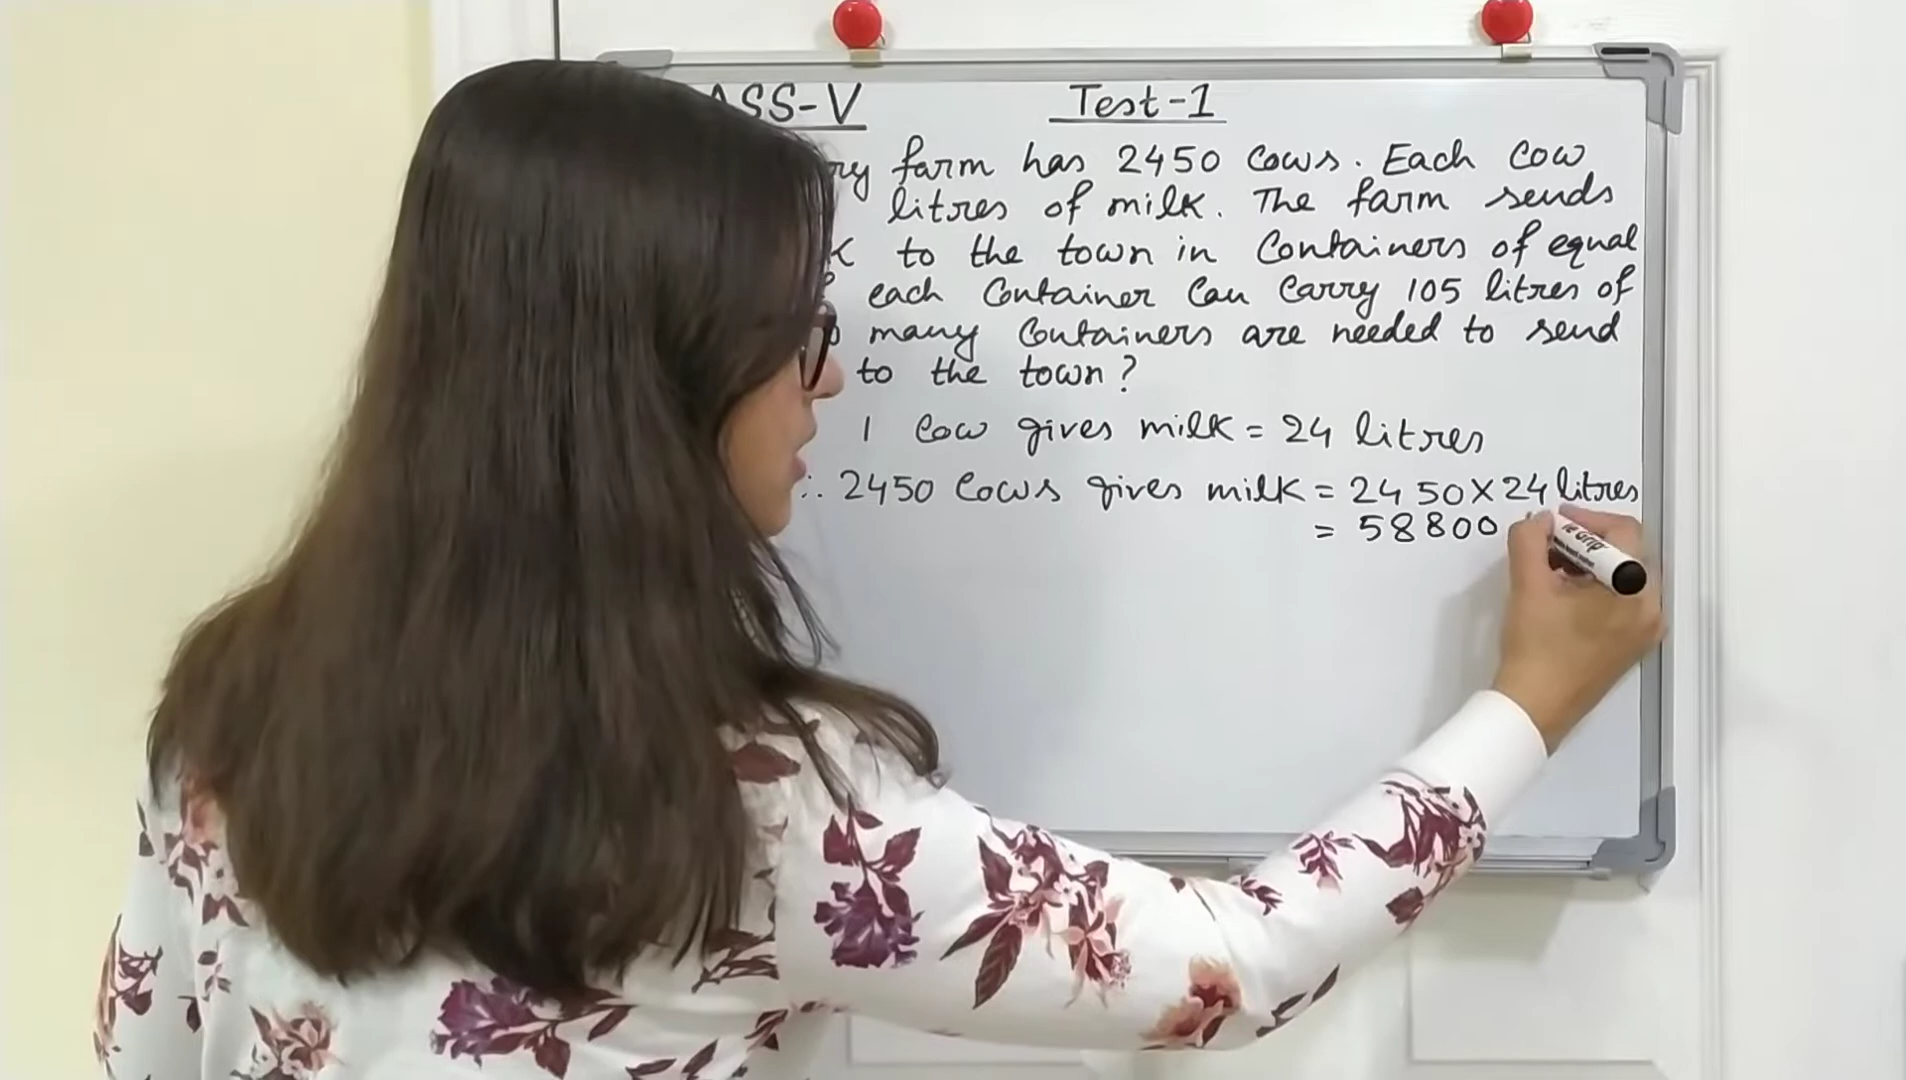 ASS-V Test-1
ry farm has 2450 cows. Each cow
litres of milk. The farm sends
K to the town in Containers of equal
each Container Can Carry 105 litres of
many Containers are needed to send
to the town?
1 Cow gives milk = 24 litres
∴ 2450 Cows gives milk = 2450 X 24 litres
= 58800